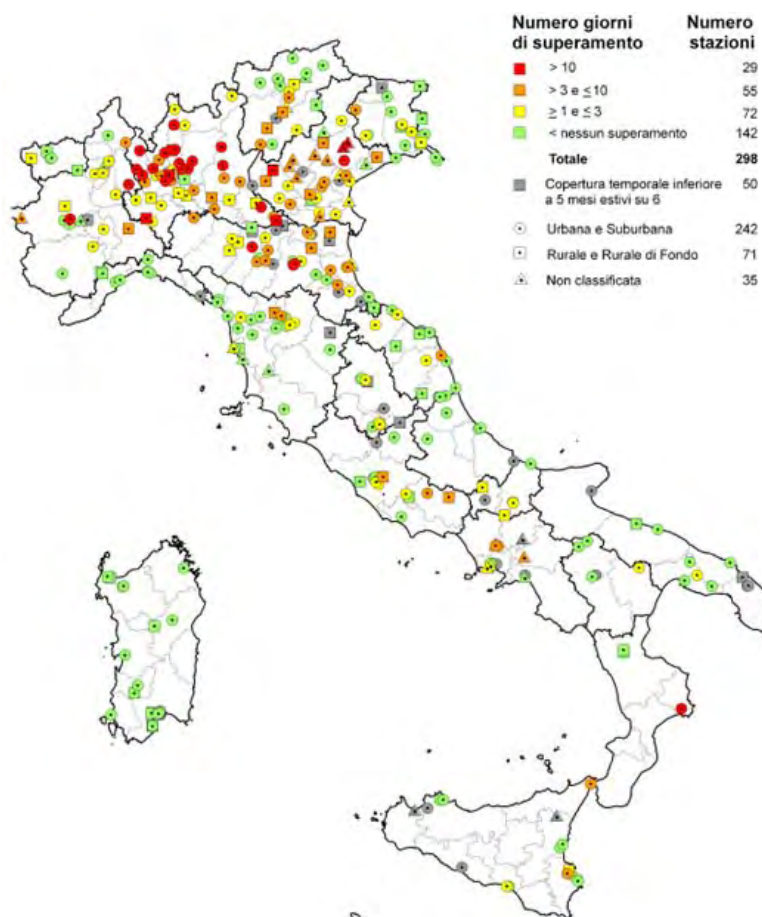 Numero giorni di superamento Numero stazioni
> 10 29
> 3 e ≤10 55
≥ 1 e ≤3 72
< nessun superamento 142
Totale 298
Copertura temporale inferiore a 5 mesi estivi su 6 50
Urbana e Suburbana 242
Rurale e Rurale di Fondo 71
Non classificata 35